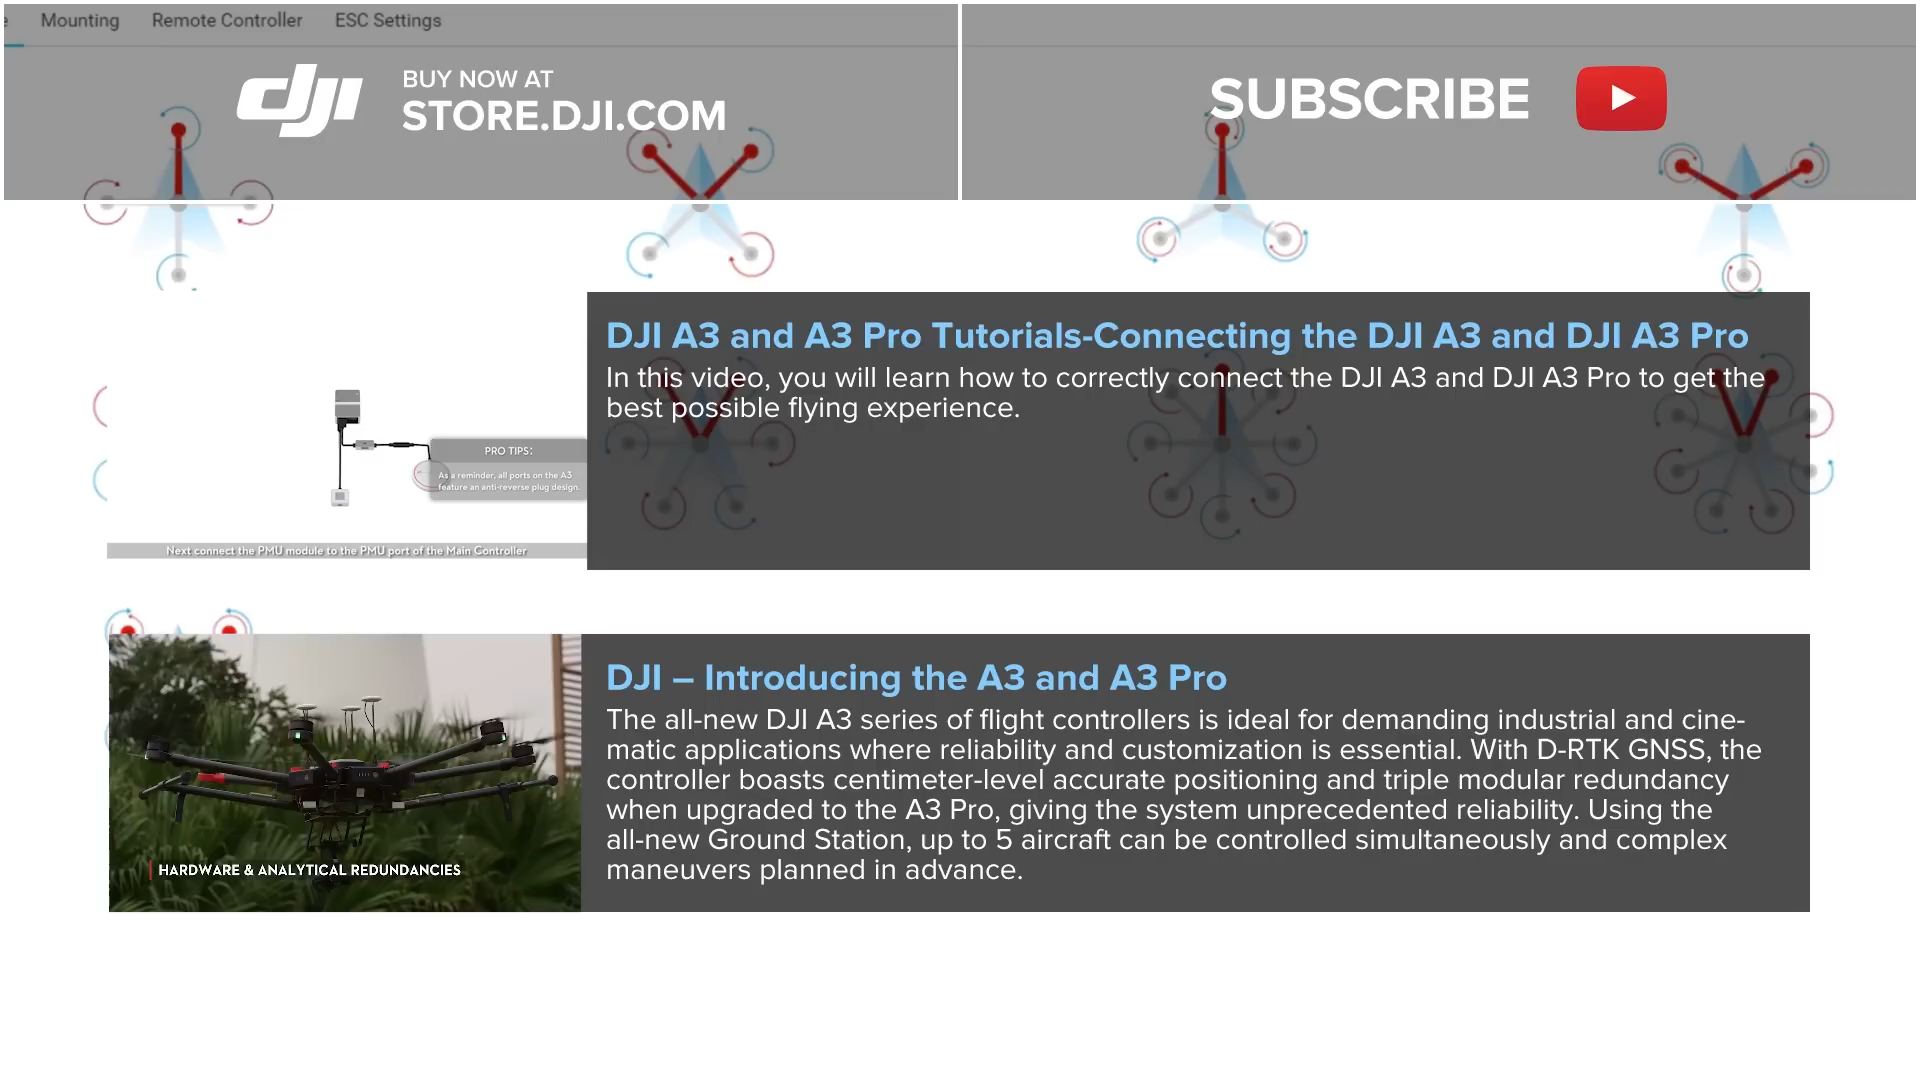 Mounting Remote Controller ESC Settings
dji
BUY NOW AT
STORE.DJI.COM
SUBSCRIBE
DJI A3 and A3 Pro Tutorials-Connecting the DJI A3 and DJI A3 Pro
In this video, you will learn how to correctly connect the DJI A3 and DJI A3 Pro to get the
best possible flying experience.
PRO TIPS:
As a reminder, all ports on the A3
feature an anti-reverse plug design.
Next connect the PMU module to the PMU port of the Main Controller
DJI – Introducing the A3 and A3 Pro
The all-new DJI A3 series of flight controllers is ideal for demanding industrial and cine-
matic applications where reliability and customization is essential. With D-RTK GNSS, the
controller boasts centimeter-level accurate positioning and triple modular redundancy
when upgraded to the A3 Pro, giving the system unprecedented reliability. Using the
all-new Ground Station, up to 5 aircraft can be controlled simultaneously and complex
maneuvers planned in advance.
HARDWARE & ANALYTICAL REDUNDANCIES